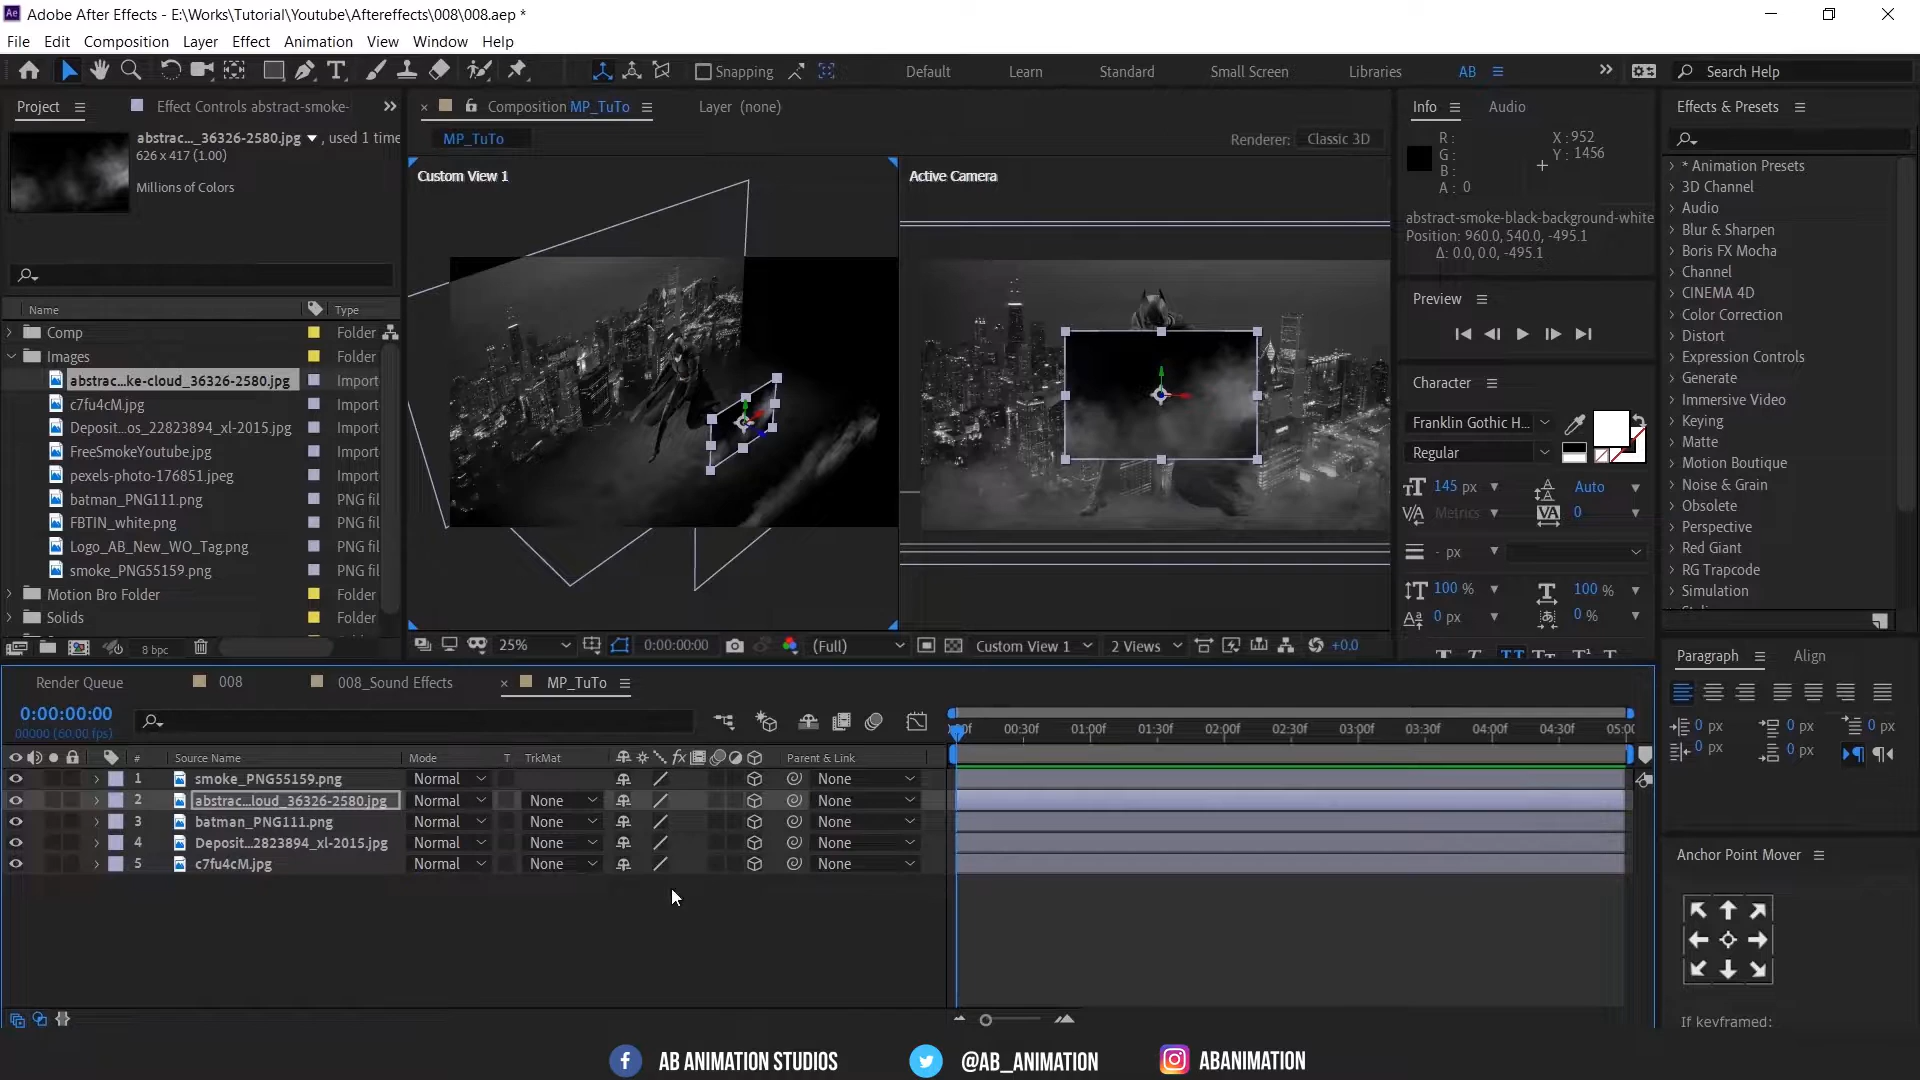 Adobe After Effects - E:\Works\Tutorial\Youtube\Aftereffects\008\008.aep *
File Edit Composition Layer Effect Animation View Window Help
Snapping
Default Learn Standard Small Screen Libraries AB
Search Help
Project
Effect Controls abstract-smoke-
abstrac..._36326-2580.jpg , used 1 time
626 x 417 (1.00)
Millions of Colors
Name Type
Comp Folder
Images Folder
abstrac...ke-cloud_36326-2580.jpg Import
c7fu4cM.jpg Import
Deposit...os_22823894_xl-2015.jpg Import
FreeSmokeYoutube.jpg Import
pexels-photo-176851.jpeg Import
batman_PNG111.png PNG fil
FBTIN_white.png PNG fil
Logo_AB_New_WO_Tag.png PNG fil
smoke_PNG55159.png PNG fil
Motion Bro Folder Folder
Solids Folder
8 bpc
Composition MP_TuTo
Layer (none)
MP_TuTo
Renderer: Classic 3D
Custom View 1
Active Camera
25% 0:00:00:00 (Full) Custom View 1 2 Views +0.0
Info Audio
R : X : 952
G : Y : 1456
B :
A : 0
abstract-smoke-black-background-white
Position: 960.0, 540.0, -495.1
Δ: 0.0, 0.0, -495.1
Preview
Character
Franklin Gothic H...
Regular
145 px Auto
Metrics 0
- px
100 % 100 %
0 px 0 %
Effects & Presets
* Animation Presets
3D Channel
Audio
Blur & Sharpen
Boris FX Mocha
Channel
CINEMA 4D
Color Correction
Distort
Expression Controls
Generate
Immersive Video
Keying
Matte
Motion Boutique
Noise & Grain
Obsolete
Perspective
Red Giant
RG Trapcode
Simulation
Paragraph Align
0 px 0 px 0 px
0 px 0 px
Anchor Point Mover
If keyframed:
Render Queue 008 008_Sound Effects MP_TuTo
0:00:00:00
00000 (60.00 fps)
00:30f 01:00f 01:30f 02:00f 02:30f 03:00f 03:30f 04:00f 04:30f
# Source Name Mode T TrkMat Parent & Link
1 smoke_PNG55159.png Normal None
2 abstrac...loud_36326-2580.jpg Normal None None
3 batman_PNG111.png Normal None None
4 Deposit...2823894_xl-2015.jpg Normal None None
5 c7fu4cM.jpg Normal None None
AB ANIMATION STUDIOS @AB_ANIMATION ABANIMATION